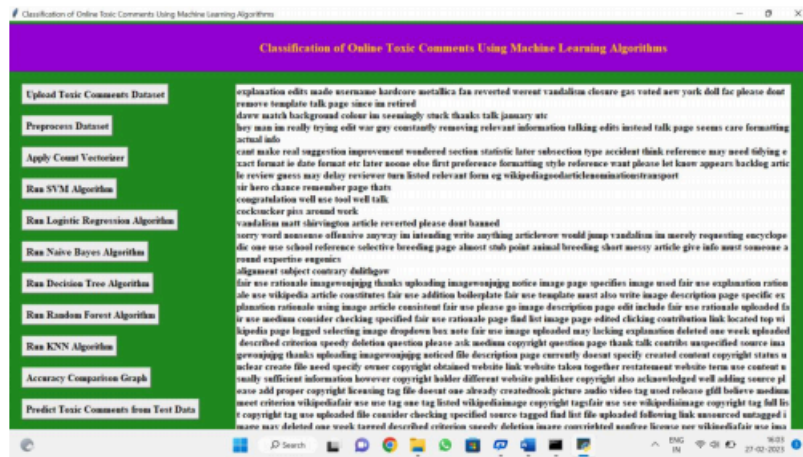 Classification of Online Toxic Comments Using Machine Learning Algorithms
Classification of Online Toxic Comments Using Machine Learning Algorithms
Upload Toxic Comments Dataset
Preprocess Dataset
Apply Count Vectorizer
Run SVM Algorithm
Run Logistic Regression Algorithm
Run Naive Bayes Algorithm
Run Decision Tree Algorithm
Run Random Forest Algorithm
Run KNN Algorithm
Accuracy Comparison Graph
Predict Toxic Comments from Test Data
explanation edits made username hardcore metallica fan reverted werent vandalism closure gas voted new york doll fac please dont
remove template talk page since im retired
daww match background colour im seemingly stuck thanks talk january utc
hey man im really trying edit war guy constantly removing relevant information talking edits instead talk page seems care formatting
actual info
cant make real suggestion improvement wondered section statistic later subsection type accident think reference may need tidying e
xact format ie date format etc later noone else first preference formatting style reference want please let know appears backlog artic
le review guess may delay reviewer turn listed relevant form eg wikipediagoodarticlenominationstransport
sir hero chance remember page thats
congratulation well use tool well talk
cocksucker piss around work
vandalism matt shirvington article reverted please dont banned
sorry word nonsense offensive anyway im intending write anything articlewow would jump vandalism im merely requesting encyclope
dic one use school reference selective breeding page almost stub point animal breeding short messy article give info must someone a
round expertise eugenics
alignment subject contrary dulithgow
fair use rationale imagewonjujpg thanks uploading imagewonjujpg notice image page specifies image used fair use explanation ration
ale use wikipedia article constitutes fair use addition boilerplate fair use template must also write image description page specific ex
planation rationale using image article consistent fair use please go image description page edit include fair use rationale uploaded fa
ir use medium consider checking specified fair use rationale page find list image page edited clicking contribution link located top wi
kipedia page logged selecting image dropdown box note fair use image uploaded may lacking explanation deleted one week uploaded
described criterion speedy deletion question please ask medium copyright question page thank talk contribs unspecified source ima
gewonjujpg thanks uploading imagewonjujpg noticed file description page currently doesnt specify created content copyright status u
nclear create file need specify owner copyright obtained website link website taken together restatement website term use content u
sually sufficient information however copyright holder different website publisher copyright also acknowledged well adding source pl
ease add proper copyright licensing tag file doesnt one already createdtook picture audio video tag used release gfdl believe medium
meet criterion wikipediafair use use tag one tag listed wikipediaimage copyright tagsfair use see wikipediaimage copyright tag full lis
t copyright tag use uploaded file consider checking specified source tagged find list file uploaded following link unsourced untagged i
mage may deleted one week tagged described criterion speedy deletion image copyrighted nonfree license per wikipediafair use ima
Search
ENG
IN
16:03
27-02-2023